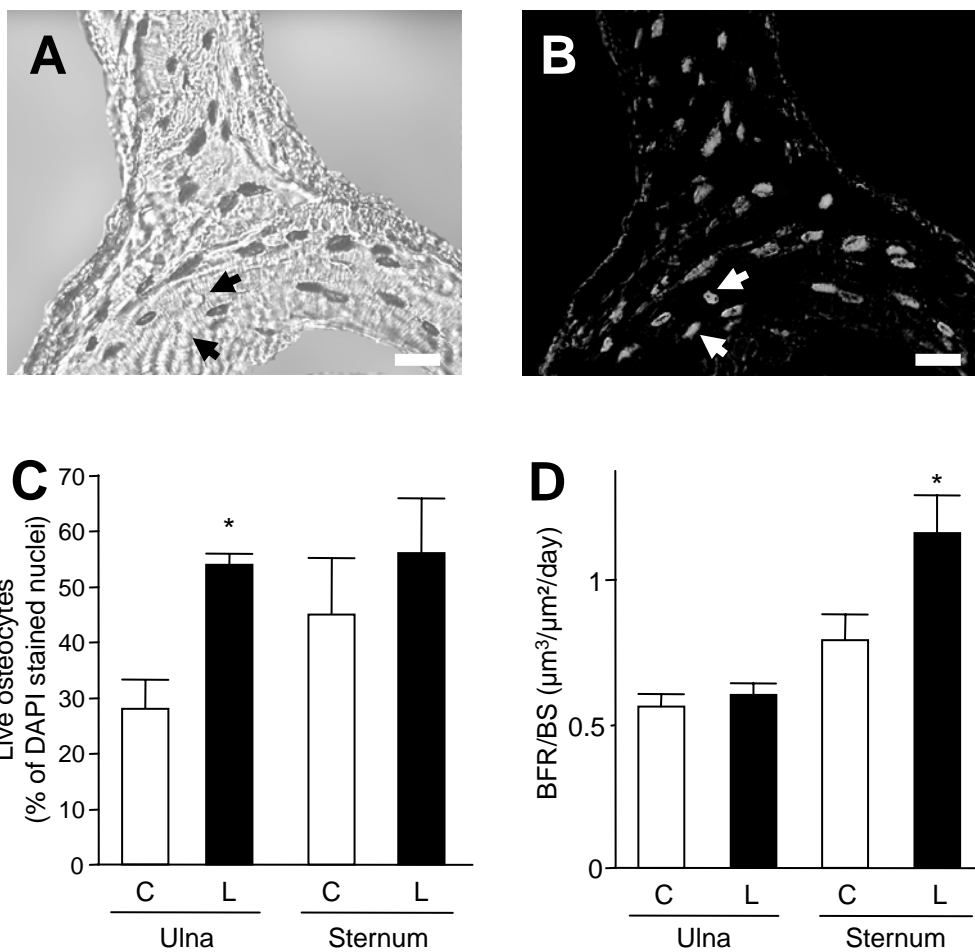 A
B
C
Live osteocytes
(% of DAPI stained nuclei)
70
60
50
40
30
20
10
0
*
C L C L
Ulna Sternum
D
BFR/BS (µm³/µm²/day)
1
0.5
0
*
C L C L
Ulna Sternum